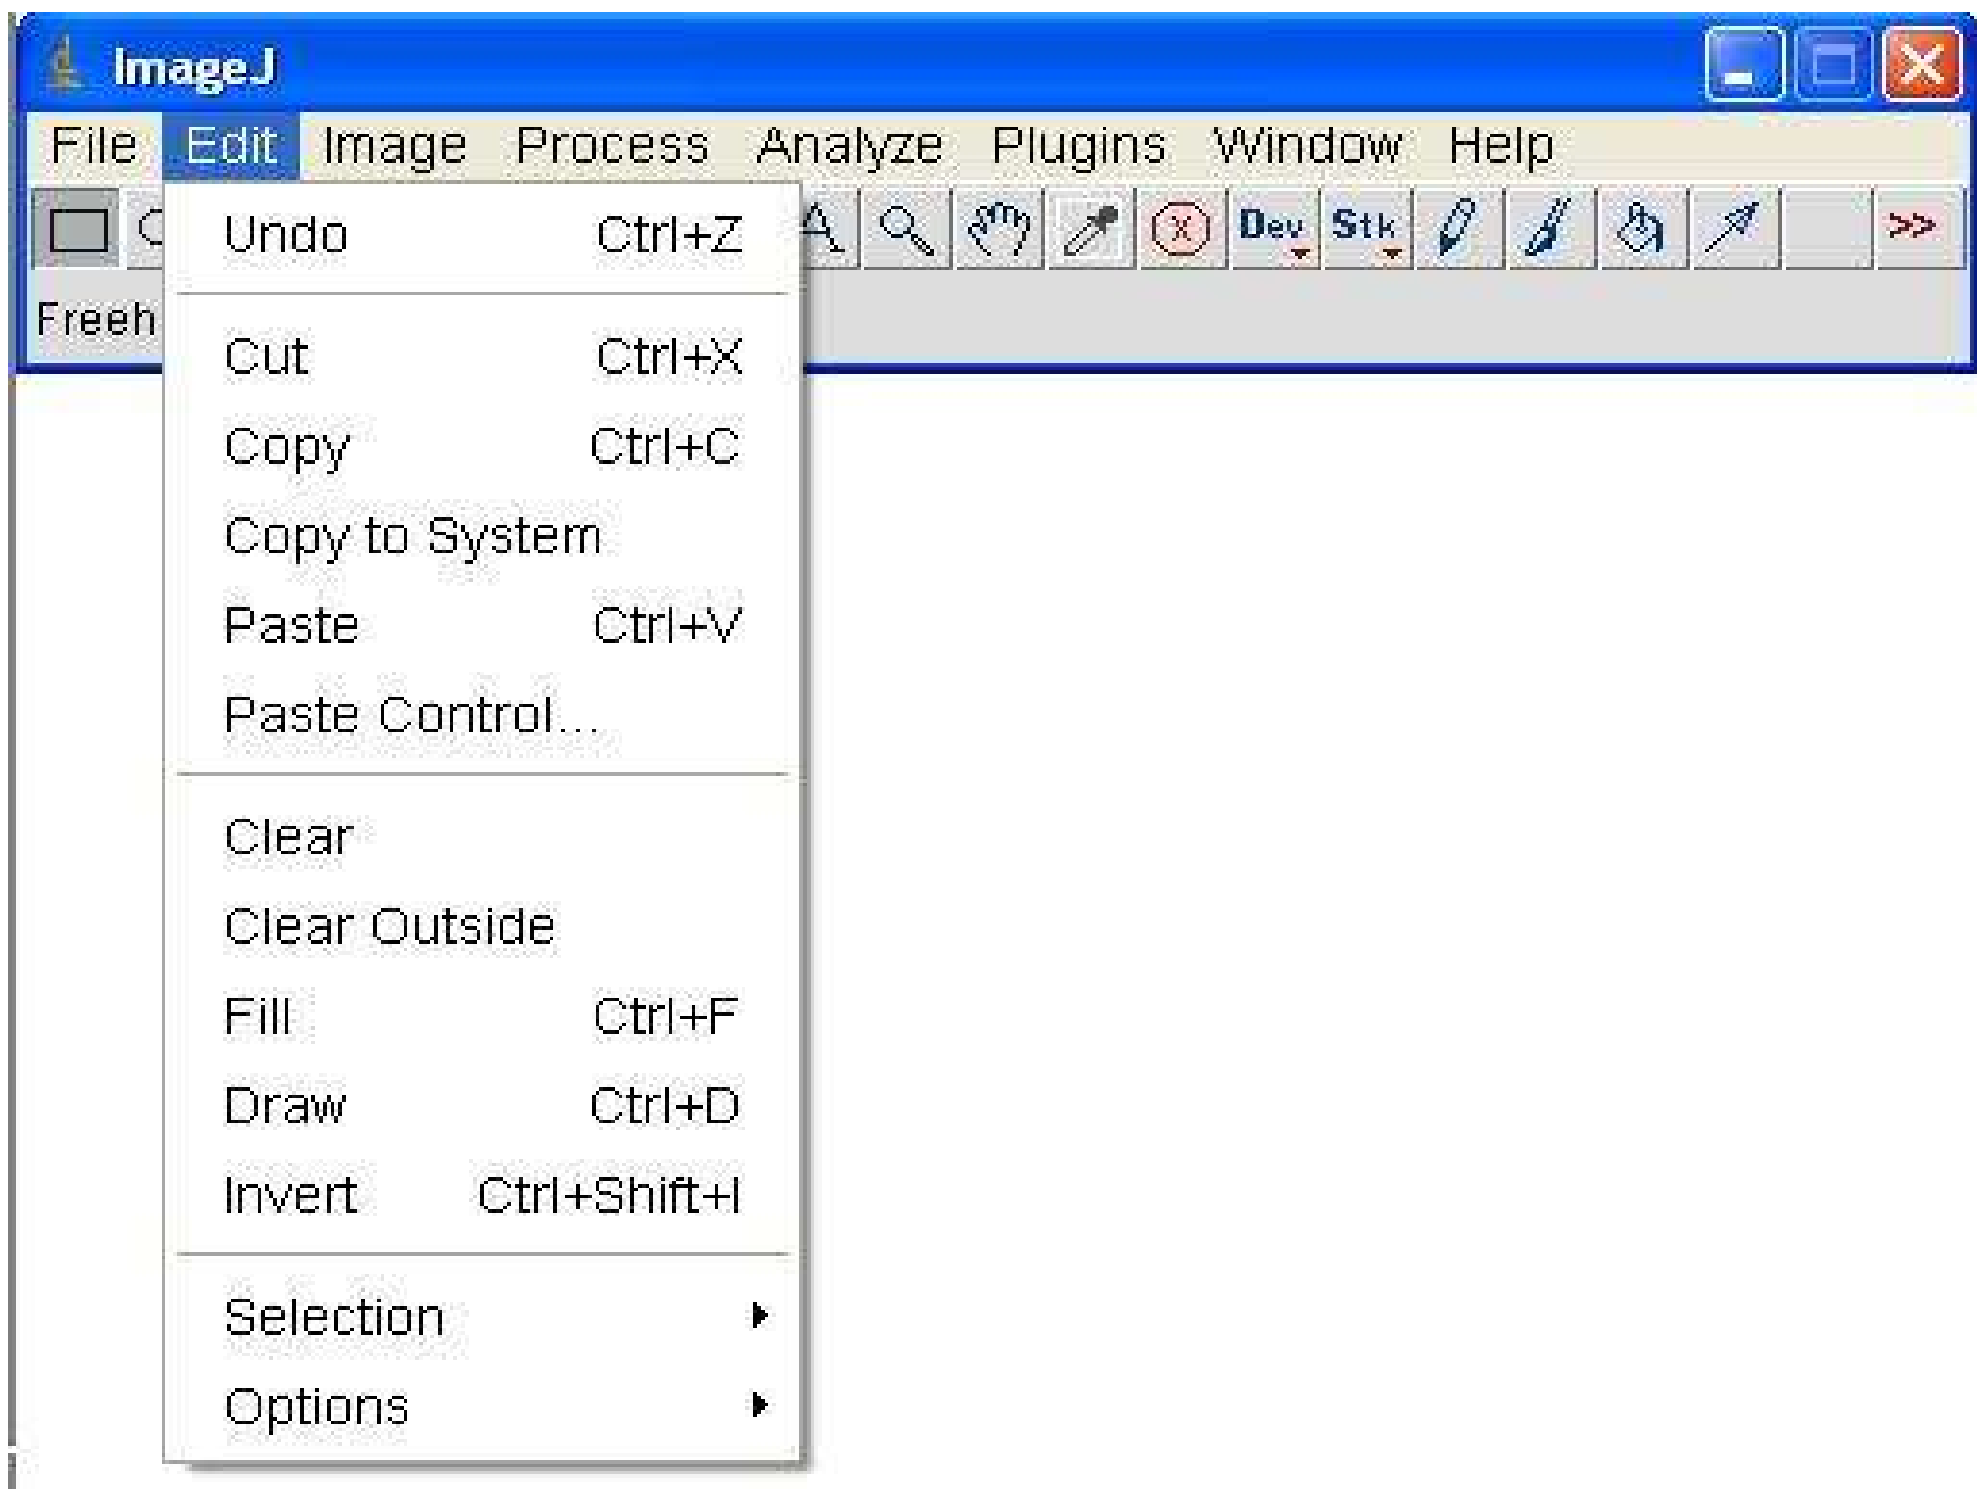 ImageJ
File Edit Image Process Analyze Plugins Window Help
Dev Stk >>
Freeh
Undo Ctrl+Z
Cut Ctrl+X
Copy Ctrl+C
Copy to System
Paste Ctrl+V
Paste Control...
Clear
Clear Outside
Fill Ctrl+F
Draw Ctrl+D
Invert Ctrl+Shift+I
Selection
Options